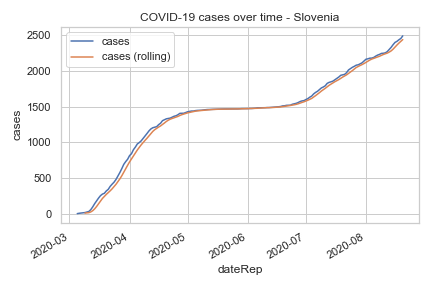 COVID-19 cases over time - Slovenia
cases
cases (rolling)
2500
2000
1500
1000
500
0
cases
2020-03
2020-04
2020-05
2020-06
2020-07
2020-08
dateRep